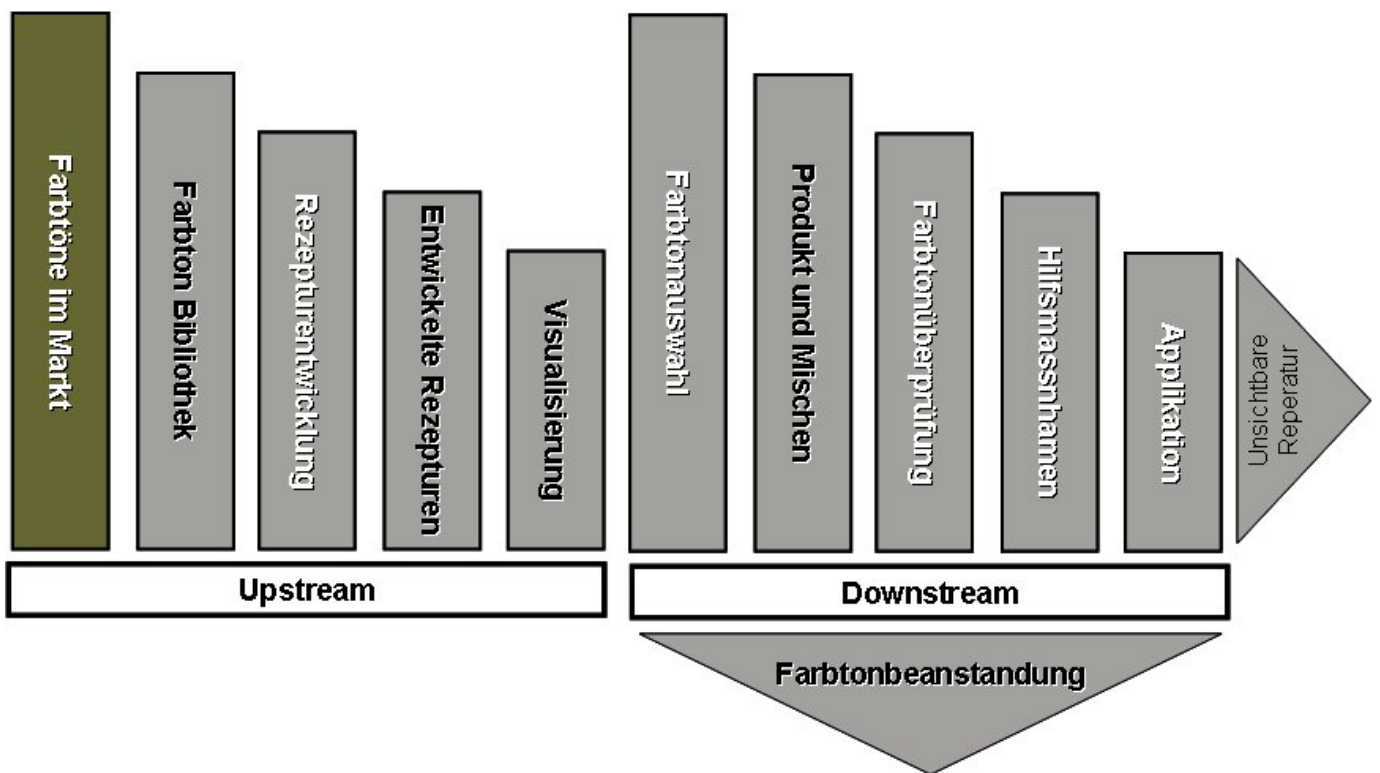 Farbtöne im Markt
Farbton Bibliothek
Rezepturentwicklung
Entwickelte Rezepturen
Visualisierung
Farbtonauswahl
Produkt und Mischen
Farbtonüberprüfung
Hilfsmassnhamen
Applikation
Unsichtbare
Reperatur
Upstream
Downstream
Farbtonbeanstandung